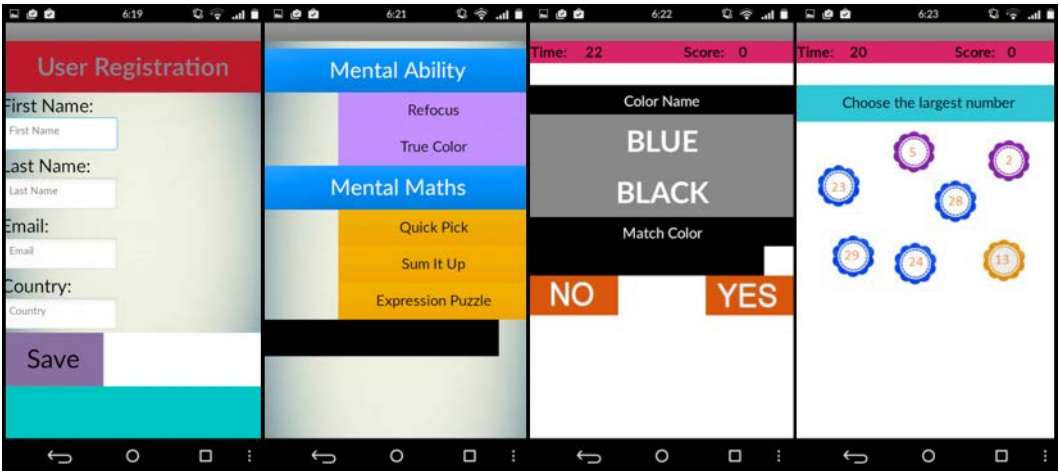 6:19
User Registration
First Name:
First Name
Last Name:
Last Name
Email:
Email
Country:
Country
Save
6:21
Mental Ability
Refocus
True Color
Mental Maths
Quick Pick
Sum It Up
Expression Puzzle
6:22
Time: 22 Score: 0
Color Name
BLUE
BLACK
Match Color
NO YES
6:23
Time: 20 Score: 0
Choose the largest number
5
2
23
28
29
24
13